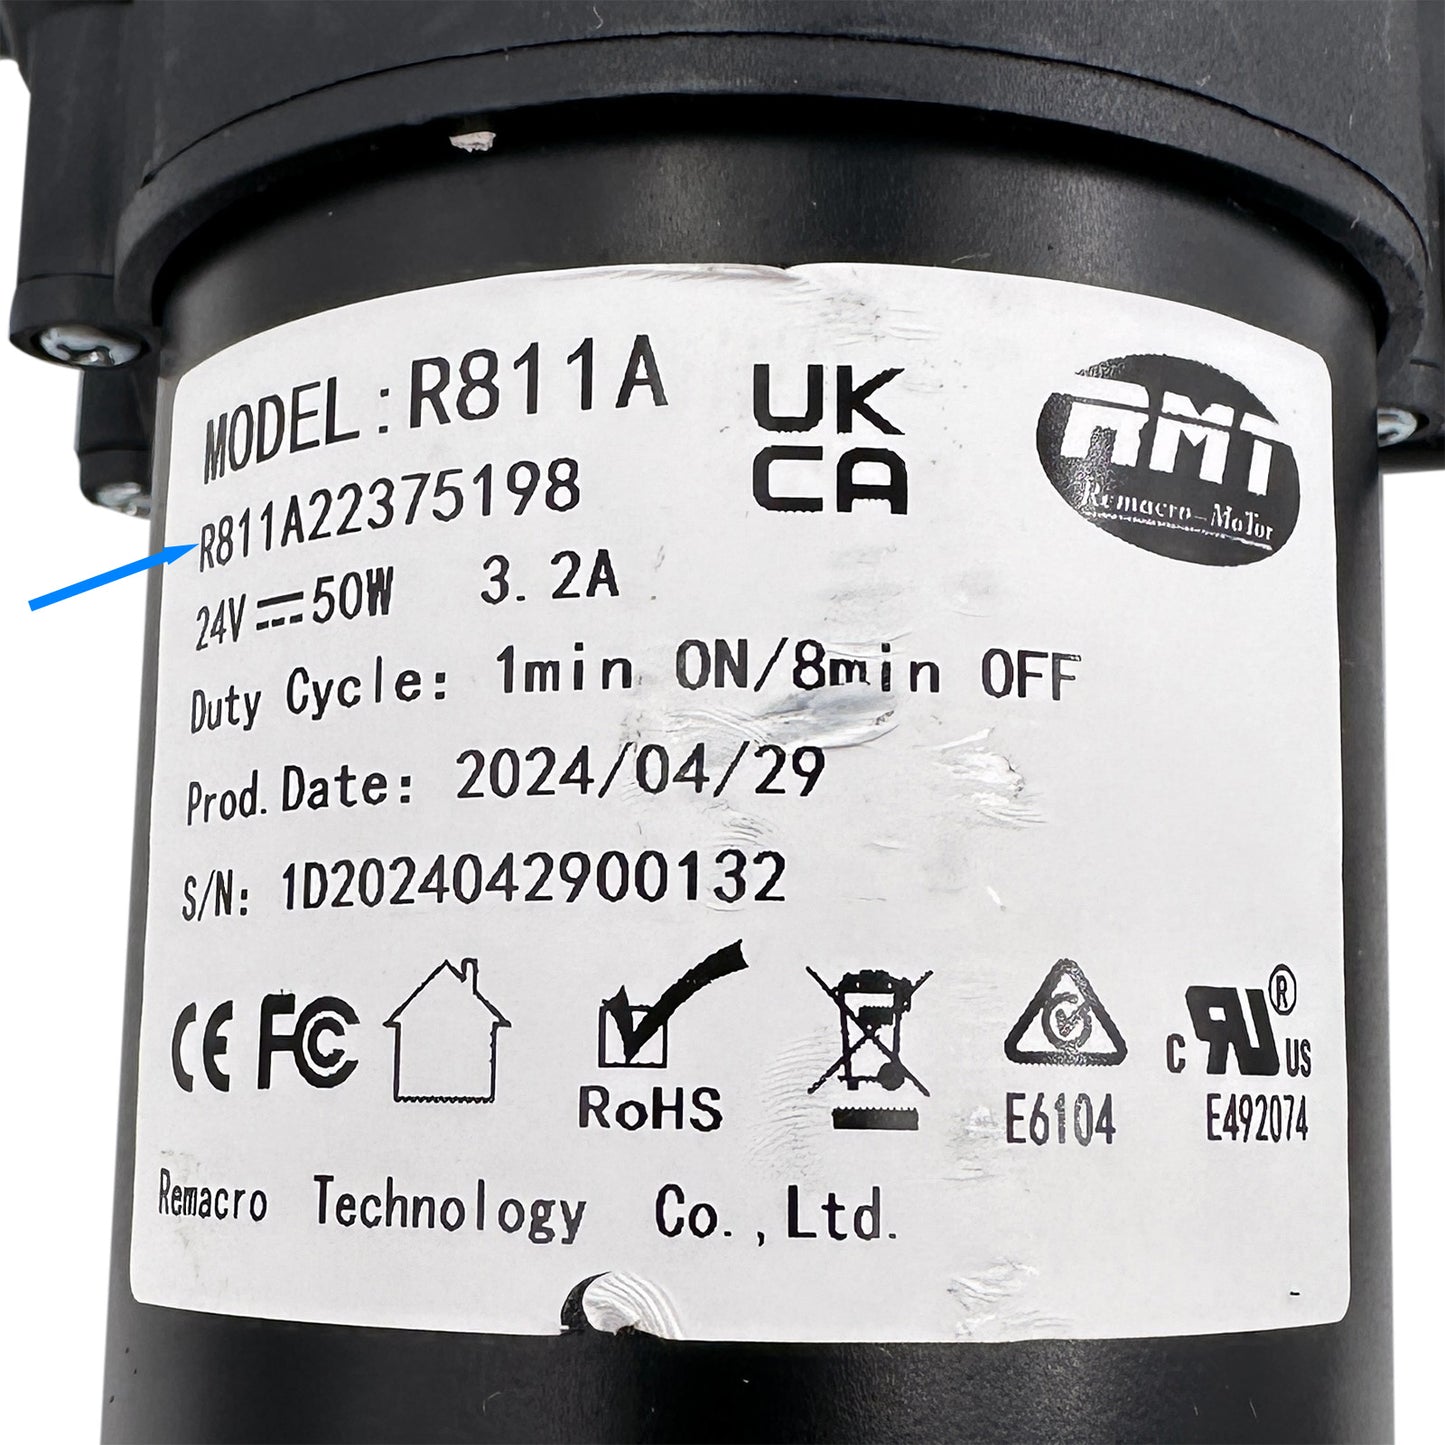 MODEL:R811A
UK
CA
RMT
Remacro-MoTor
R811A22375198
24V⎓50W 3.2A
Duty Cycle: 1min ON/8min OFF
Prod.Date: 2024/04/29
S/N: 1D2024042900132
CE FC
RoHS
E6104
c RU® US
E492074
Remacro Technology Co.,Ltd.